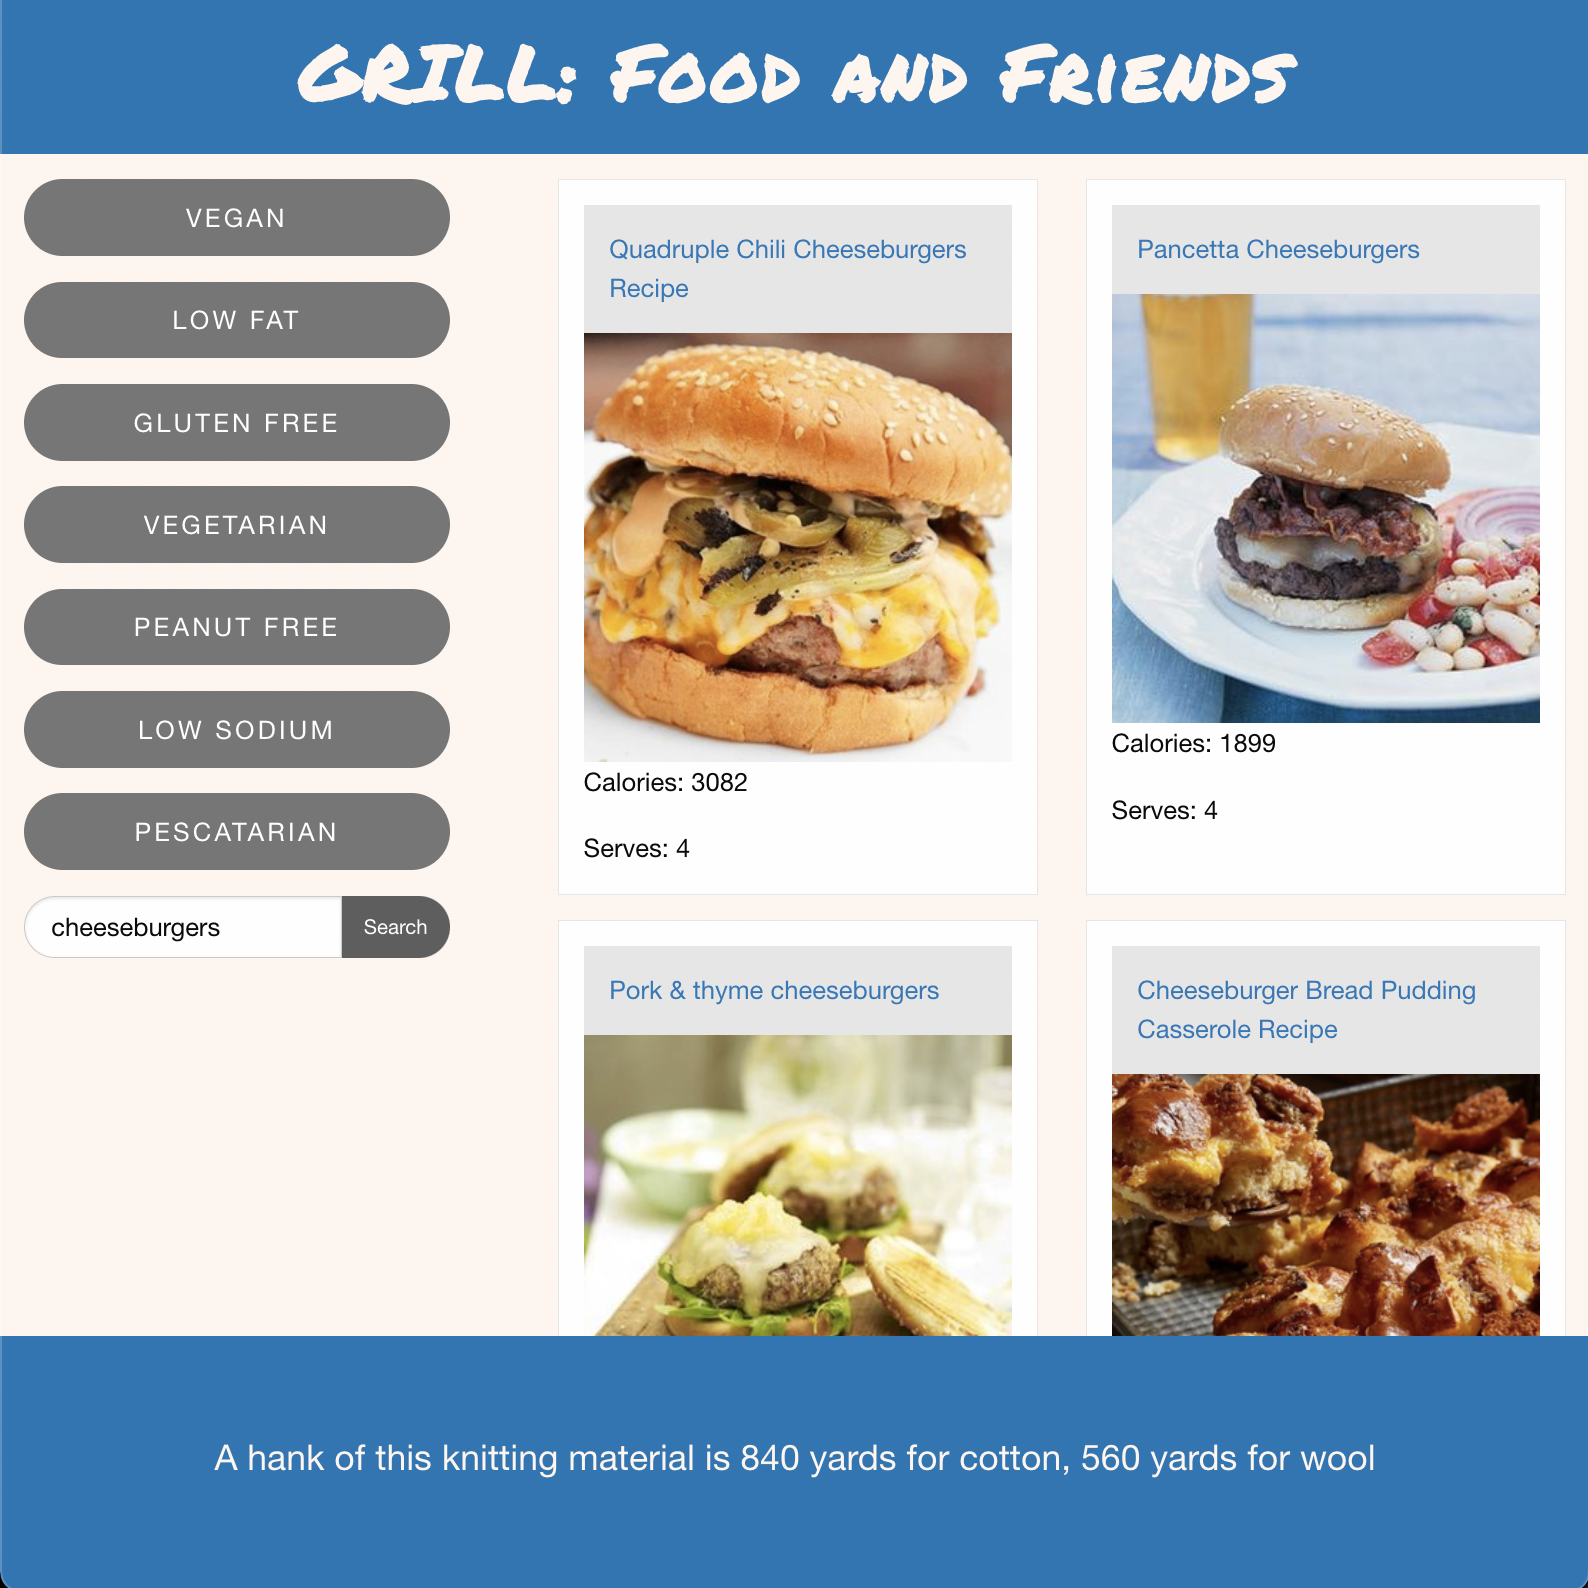 GRILL: Food and Friends
VEGAN
LOW FAT
GLUTEN FREE
VEGETARIAN
PEANUT FREE
LOW SODIUM
PESCATARIAN
cheeseburgers
Search
Quadruple Chili Cheeseburgers
Recipe
Calories: 3082
Serves: 4
Pancetta Cheeseburgers
Calories: 1899
Serves: 4
Pork & thyme cheeseburgers
Cheeseburger Bread Pudding
Casserole Recipe
A hank of this knitting material is 840 yards for cotton, 560 yards for wool